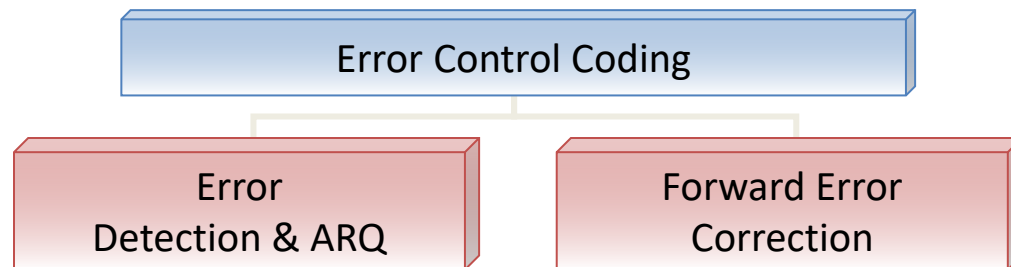 Error Control Coding
Error
Detection & ARQ
Forward Error
Correction